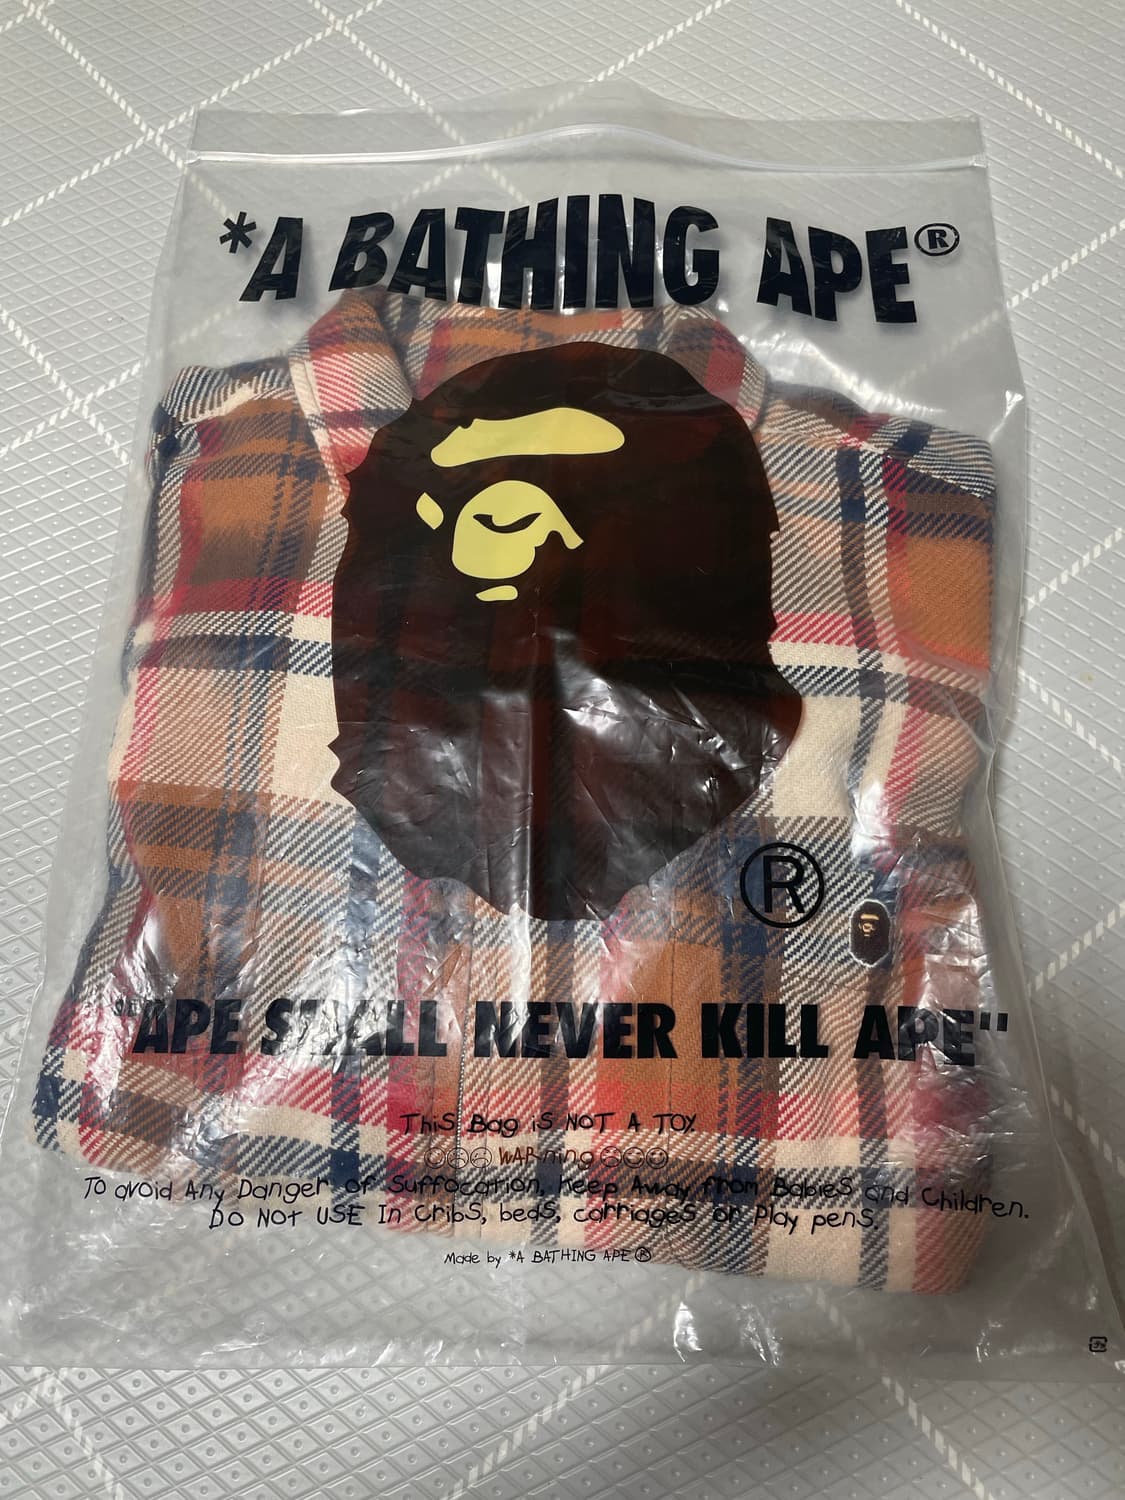 *A BATHING APE®
®
"APE SHALL NEVER KILL APE"
ThiS Bag iS NOT A TOY.
WARning
TO avoid Any Danger of Suffocation, Keep Away from BabieS and Children.
DO NOt USE In CribS, bedS, carriageS or Play penS.
Made by *A BATHING APE®